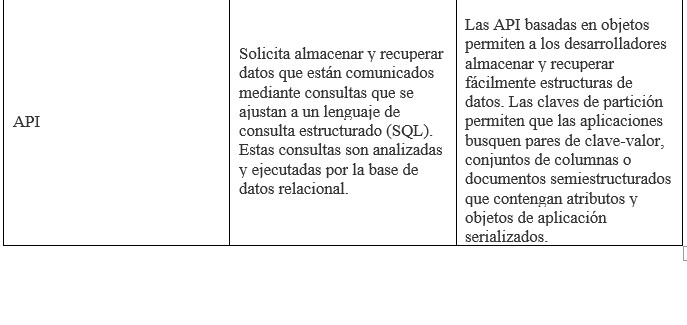 API
Solicita almacenar y recuperar
datos que están comunicados
mediante consultas que se
ajustan a un lenguaje de
consulta estructurado (SQL).
Estas consultas son analizadas
y ejecutadas por la base de
datos relacional.
Las API basadas en objetos
permiten a los desarrolladores
almacenar y recuperar
fácilmente estructuras de
datos. Las claves de partición
permiten que las aplicaciones
busquen pares de clave-valor,
conjuntos de columnas o
documentos semiestructurados
que contengan atributos y
objetos de aplicación
serializados.